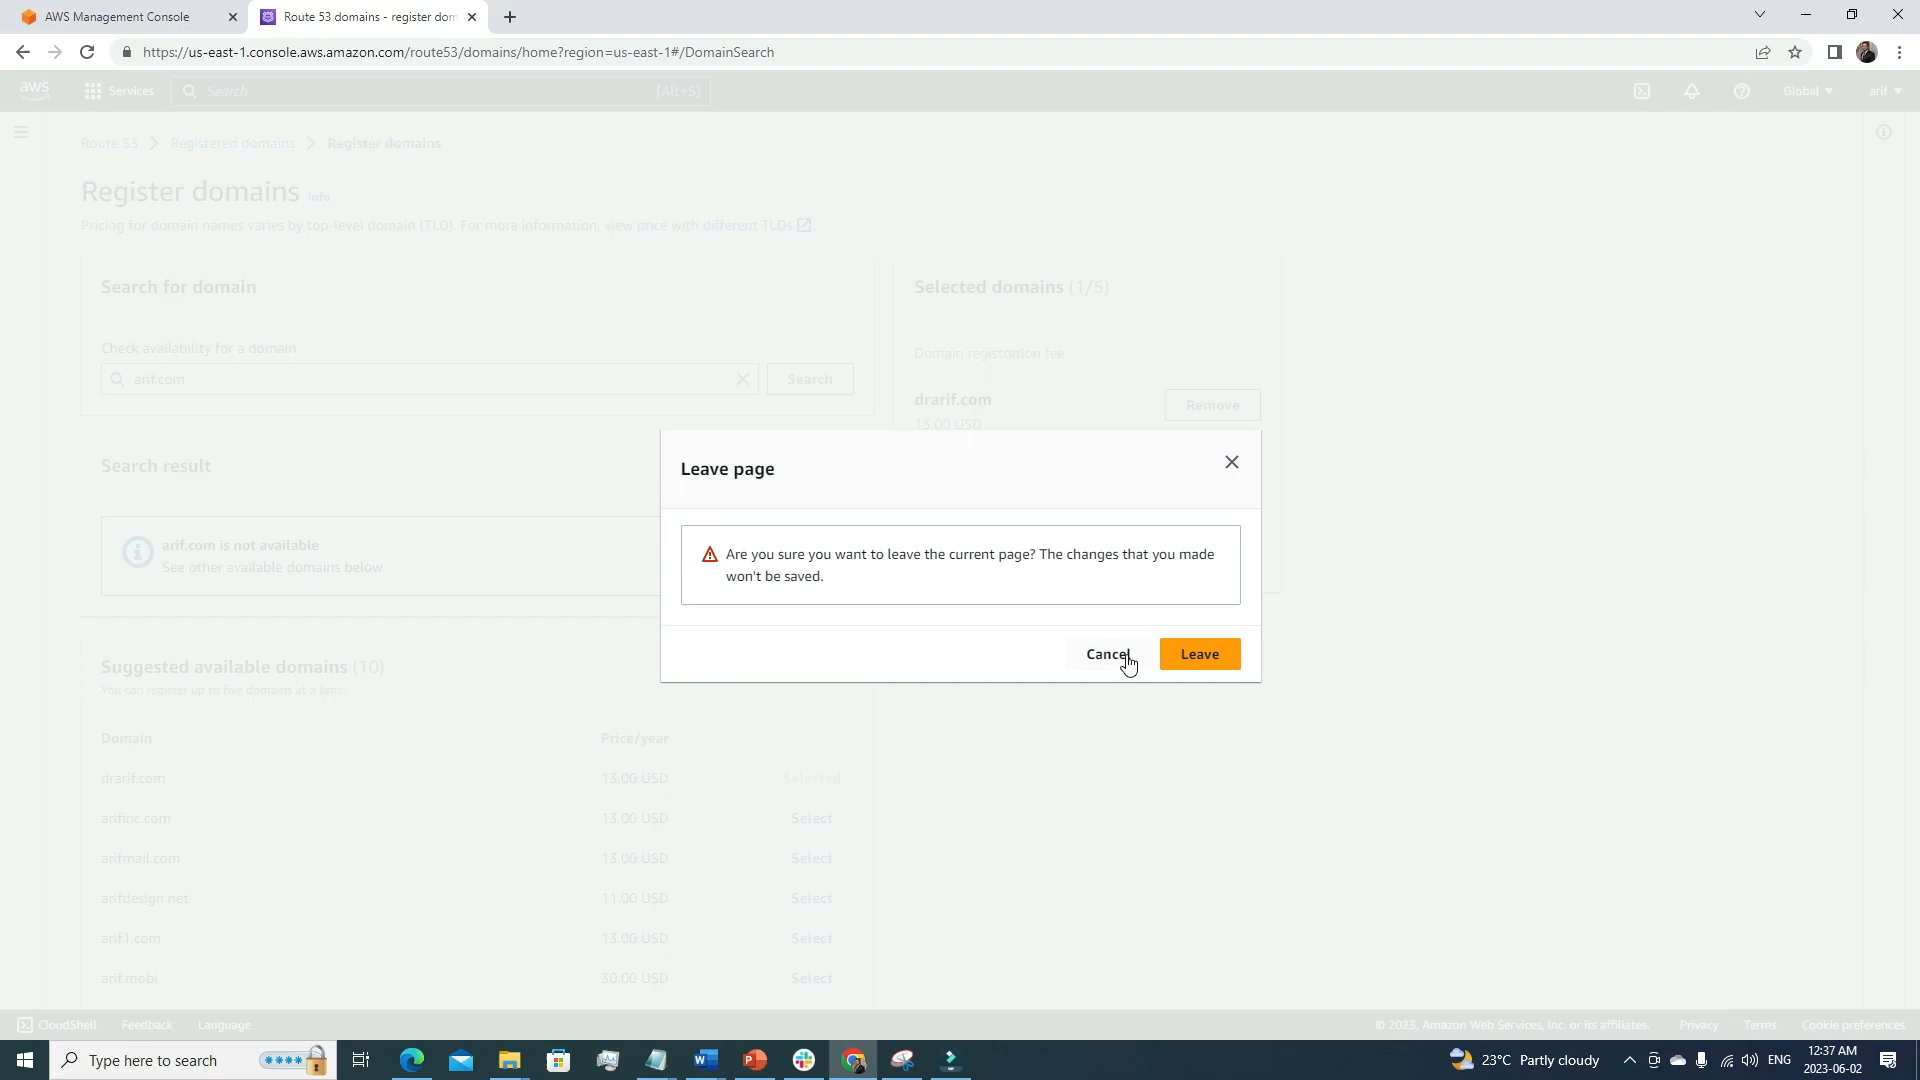 AWS Management Console
Route 53 domains - register dom
https://us-east-1.console.aws.amazon.com/route53/domains/home?region=us-east-1#/DomainSearch
aws
Services
Search
[Alt+S]
Global
arif
Route 53
Registered domains
Register domains
Register domains Info
Pricing for domain names varies by top-level domain (TLD). For more information, view price with different TLDs
Search for domain
Check availability for a domain
arif.com
Search
Selected domains (1/5)
Domain registration fee
drarif.com
Remove
13.00 USD
Search result
arif.com is not available
See other available domains below.
Leave page
Are you sure you want to leave the current page? The changes that you made
won't be saved.
Cancel
Leave
Suggested available domains (10)
You can register up to five domains at a time.
Domain Price/year
drarif.com 13.00 USD Selected
arifinc.com 13.00 USD Select
arifmail.com 13.00 USD Select
arifdesign.net 11.00 USD Select
arif1.com 13.00 USD Select
arif.mobi 30.00 USD Select
CloudShell Feedback Language
© 2023, Amazon Web Services, Inc. or its affiliates. Privacy Terms Cookie preferences
Type here to search
23°C Partly cloudy
ENG
12:37 AM
2023-06-02